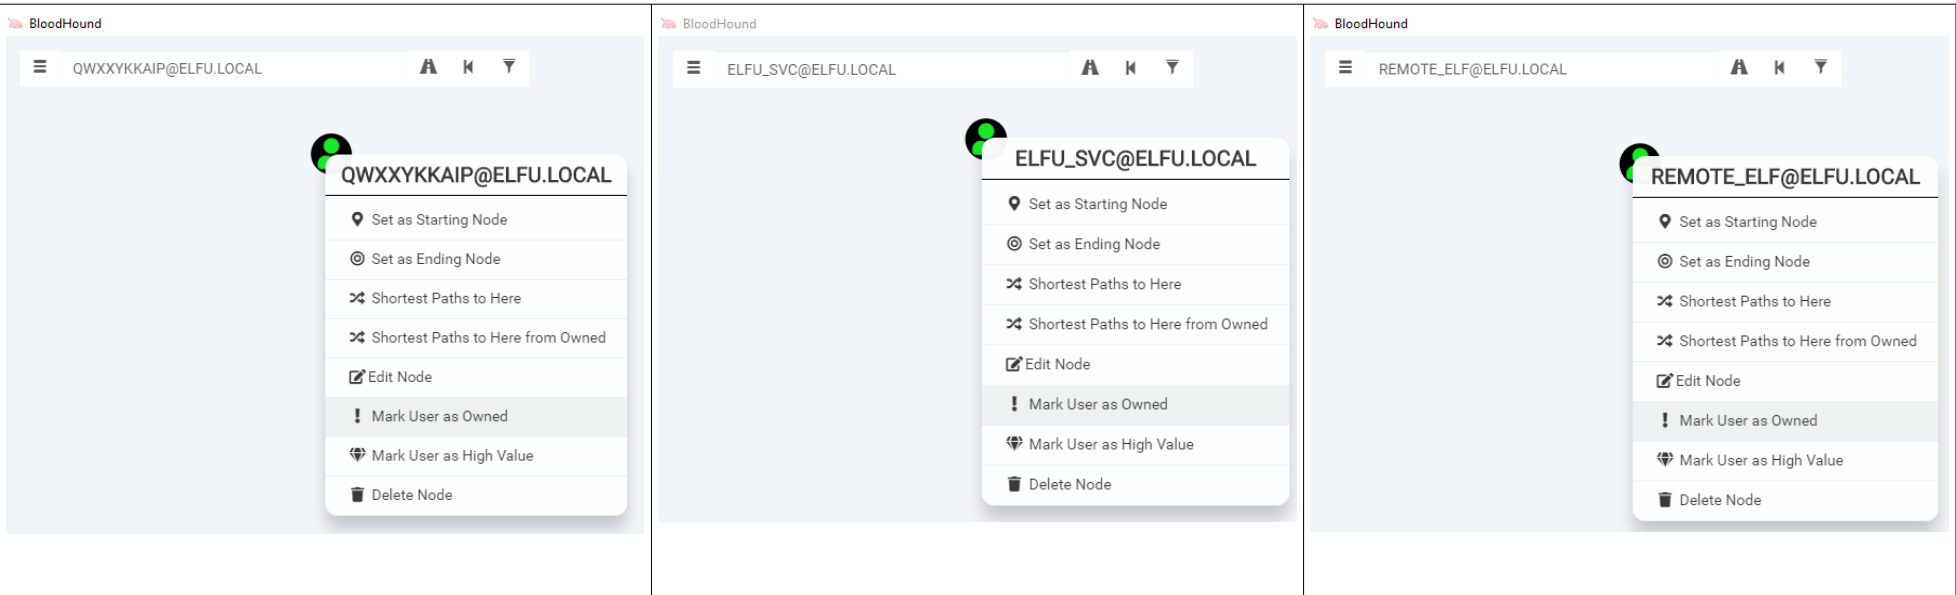 BloodHound
QWXXYKKAIP@ELFU.LOCAL
QWXXYKKAIP@ELFU.LOCAL
Set as Starting Node
Set as Ending Node
Shortest Paths to Here
Shortest Paths to Here from Owned
Edit Node
Mark User as Owned
Mark User as High Value
Delete Node
BloodHound
ELFU_SVC@ELFU.LOCAL
ELFU_SVC@ELFU.LOCAL
Set as Starting Node
Set as Ending Node
Shortest Paths to Here
Shortest Paths to Here from Owned
Edit Node
Mark User as Owned
Mark User as High Value
Delete Node
BloodHound
REMOTE_ELF@ELFU.LOCAL
REMOTE_ELF@ELFU.LOCAL
Set as Starting Node
Set as Ending Node
Shortest Paths to Here
Shortest Paths to Here from Owned
Edit Node
Mark User as Owned
Mark User as High Value
Delete Node